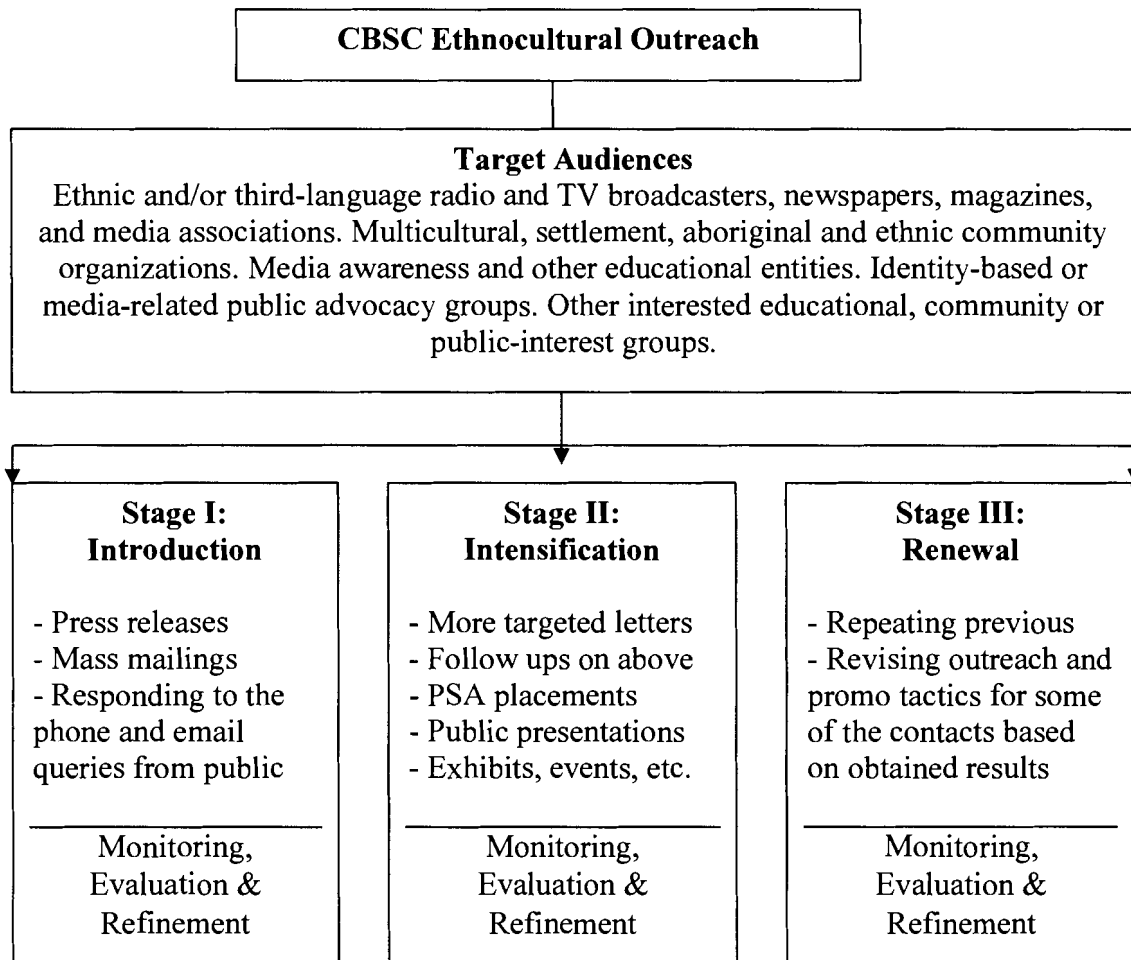 CBSC Ethnocultural Outreach
Target Audiences
Ethnic and/or third-language radio and TV broadcasters, newspapers, magazines,
and media associations. Multicultural, settlement, aboriginal and ethnic community
organizations. Media awareness and other educational entities. Identity-based or
media-related public advocacy groups. Other interested educational, community or
public-interest groups.
Stage I:
Introduction
- Press releases
- Mass mailings
- Responding to the
phone and email
queries from public
Monitoring,
Evaluation &
Refinement
Stage II:
Intensification
- More targeted letters
- Follow ups on above
- PSA placements
- Public presentations
- Exhibits, events, etc.
Monitoring,
Evaluation &
Refinement
Stage III:
Renewal
- Repeating previous
- Revising outreach and
promo tactics for some
of the contacts based
on obtained results
Monitoring,
Evaluation &
Refinement